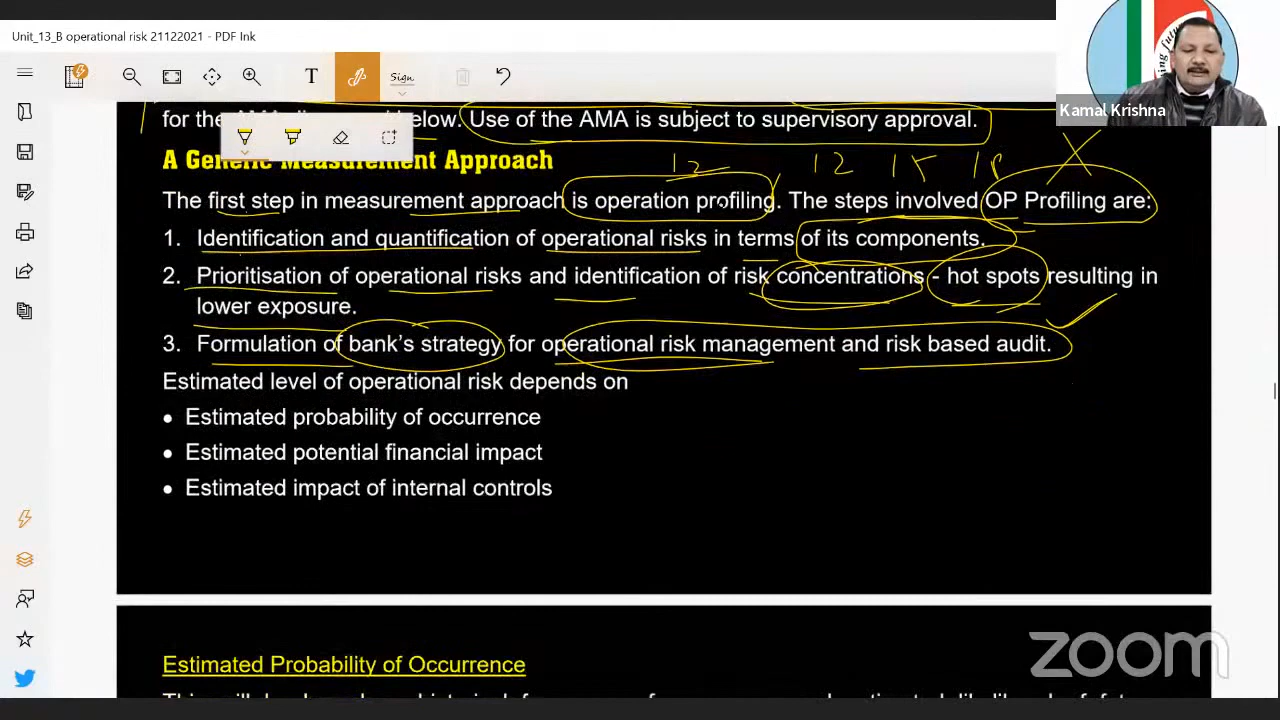 Unit_13_B operational risk 21122021 - PDF Ink
T
Sign
Kamal Krishna
for the below. Use of the AMA is subject to supervisory approval.
A Generic Measurement Approach
12 12 15 18
The first step in measurement approach is operation profiling. The steps involved OP Profiling are:
1. Identification and quantification of operational risks in terms of its components.
2. Prioritisation of operational risks and identification of risk concentrations - hot spots resulting in
lower exposure.
3. Formulation of bank's strategy for operational risk management and risk based audit.
Estimated level of operational risk depends on
• Estimated probability of occurrence
• Estimated potential financial impact
• Estimated impact of internal controls
Estimated Probability of Occurrence
zoom